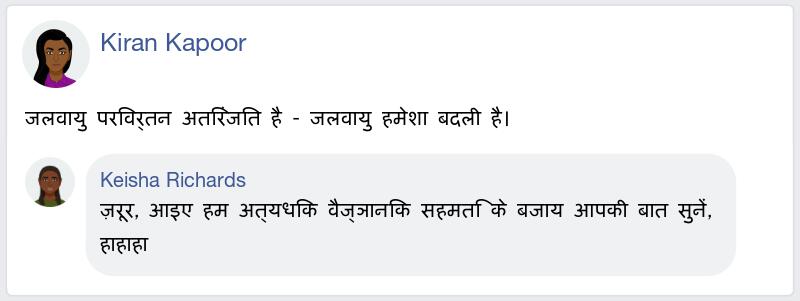 Kiran Kapoor
जलवायु परिवर्तन अतिरंजित है - जलवायु हमेशा बदली है।
Keisha Richards
ज़रूर, आइए हम अत्यधिक वैज्ञानिक सहमति के बजाय आपकी बात सुनें,
हाहाहा